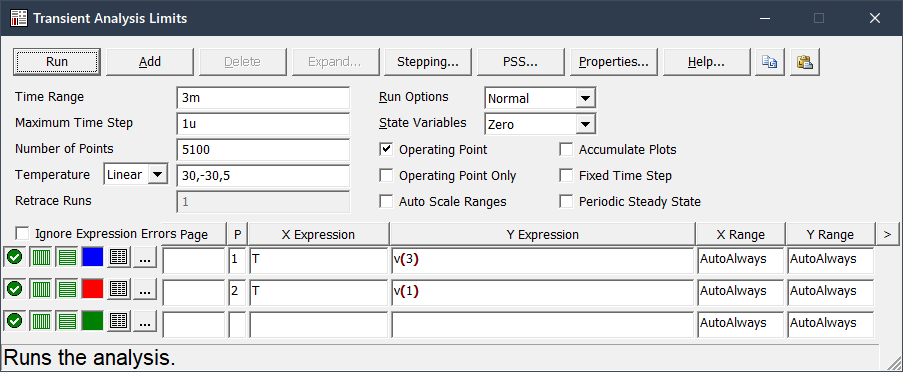 Transient Analysis Limits
Run Add Delete Expand... Stepping... PSS... Properties... Help...
Time Range 3m Run Options Normal
Maximum Time Step 1u State Variables Zero
Number of Points 5100 Operating Point Accumulate Plots
Temperature Linear 30,-30,5 Operating Point Only Fixed Time Step
Retrace Runs 1 Auto Scale Ranges Periodic Steady State
Ignore Expression Errors Page P X Expression Y Expression X Range Y Range >
... 1 T v(3) AutoAlways AutoAlways
... 2 T v(1) AutoAlways AutoAlways
... AutoAlways AutoAlways
Runs the analysis.